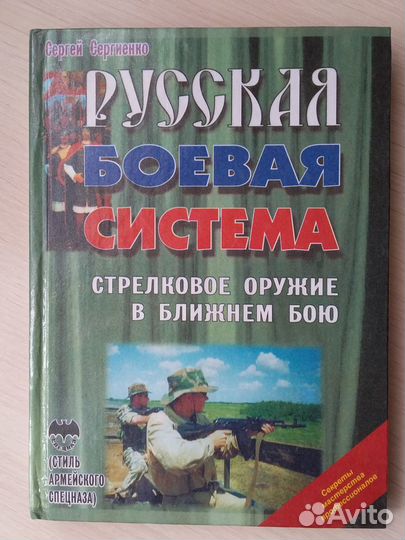 Сергей Сергиенко
РУССКАЯ
БОЕВАЯ
СИСТЕМА
СТРЕЛКОВОЕ ОРУЖИЕ
В БЛИЖНЕМ БОЮ
(СТИЛЬ
АРМЕЙСКОГО
СПЕЦНАЗА)
Секреты
мастерства
профессионалов
Avito